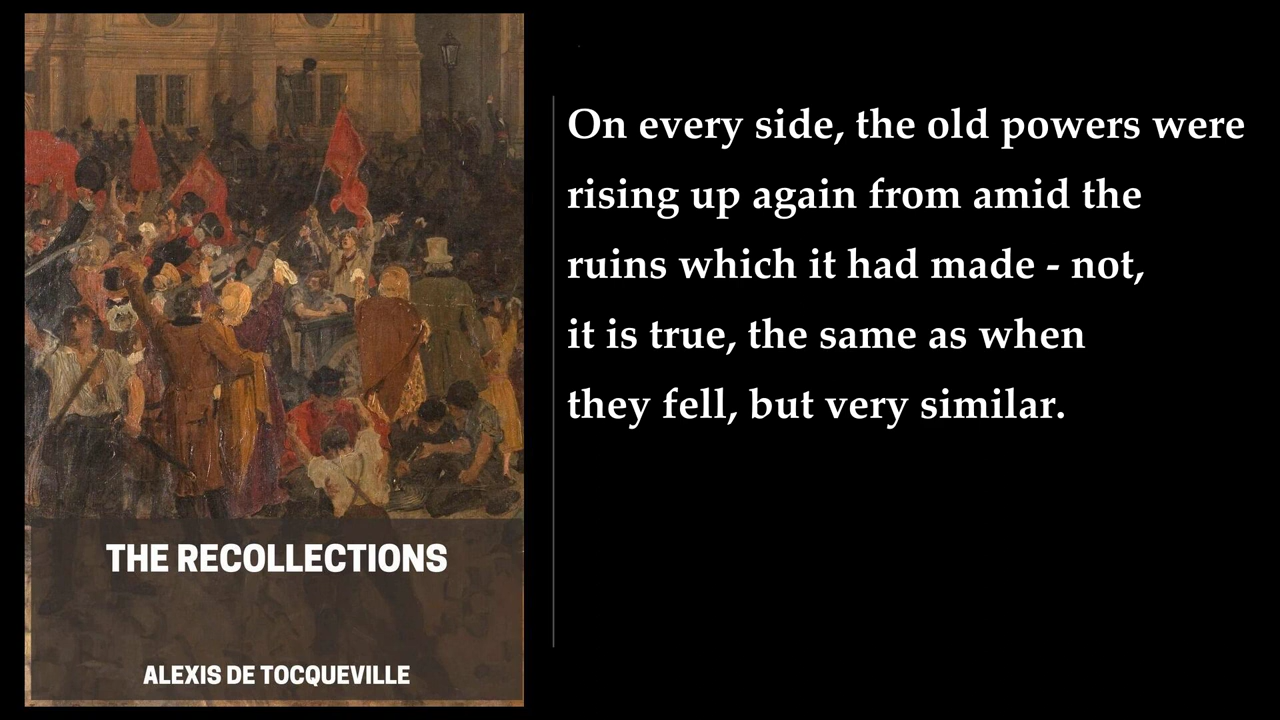 THE RECOLLECTIONS
ALEXIS DE TOCQUEVILLE
On every side, the old powers were
rising up again from amid the
ruins which it had made - not,
it is true, the same as when
they fell, but very similar.